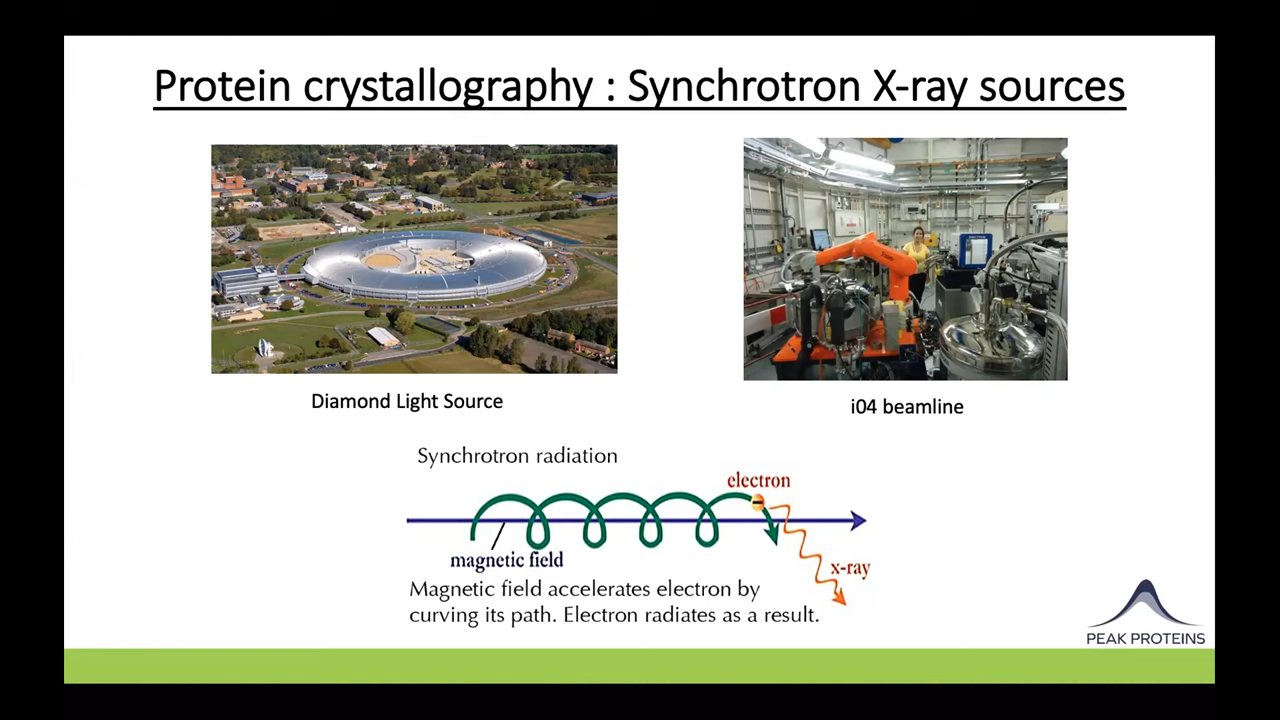 Protein crystallography : Synchrotron X-ray sources
Diamond Light Source
i04 beamline
Synchrotron radiation
electron
magnetic field
x-ray
Magnetic field accelerates electron by
curving its path. Electron radiates as a result.
PEAK PROTEINS